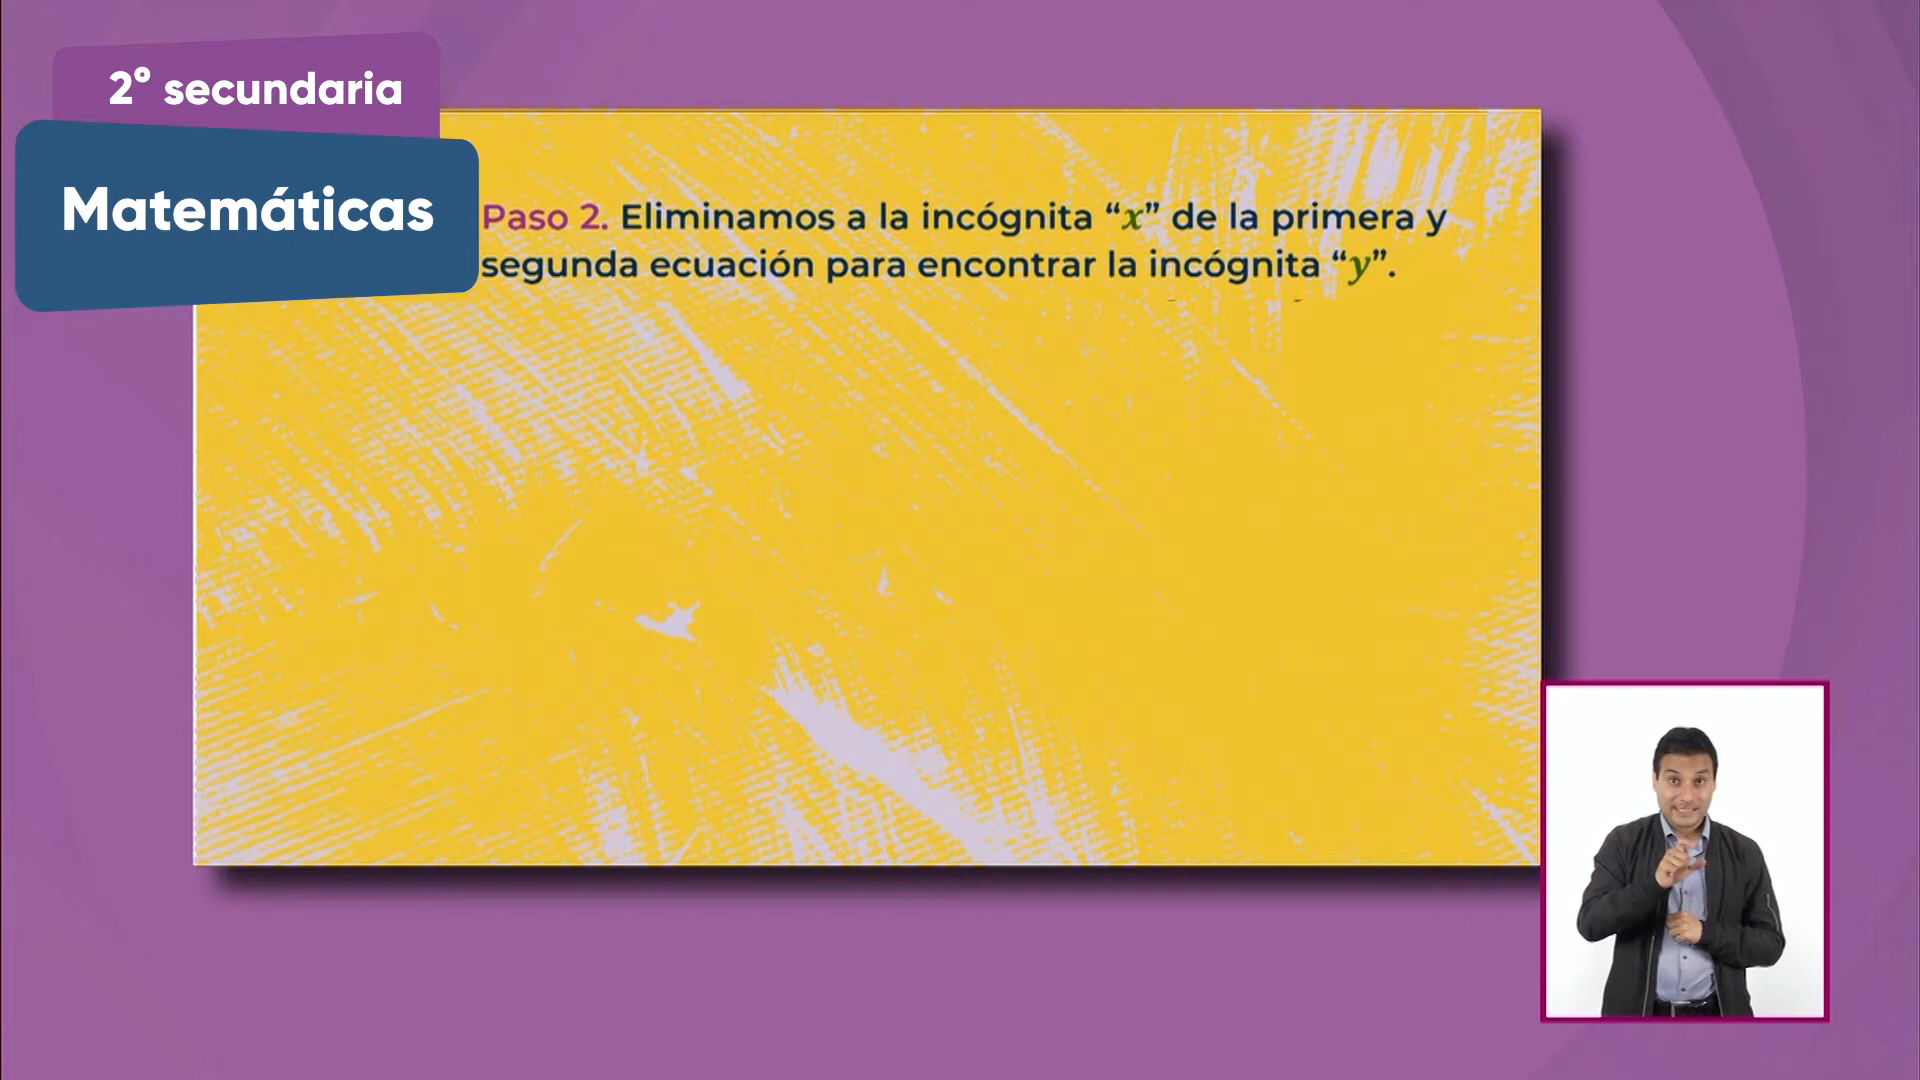 2° secundaria
Matemáticas
Paso 2. Eliminamos a la incógnita “x” de la primera y
segunda ecuación para encontrar la incógnita “y”.